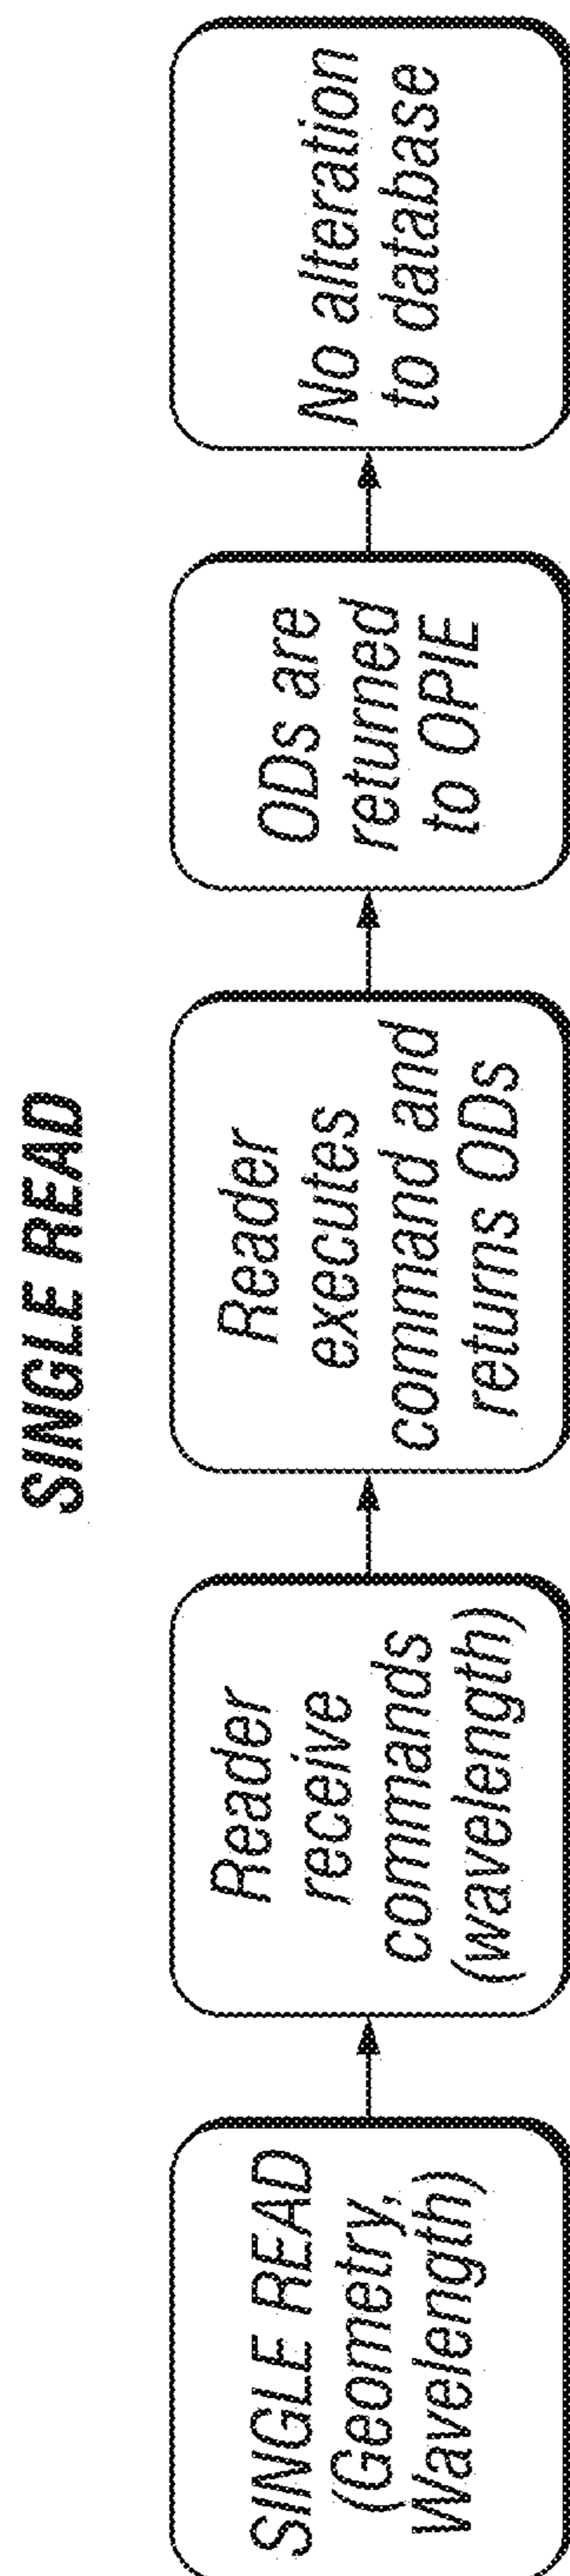 SINGLE READ
SINGLE READ
(Geometry,
Wavelength)
Reader
receive
commands
(wavelength)
Reader
executes
command and
returns ODs
ODs are
returned
to OPIE
No alteration
to database